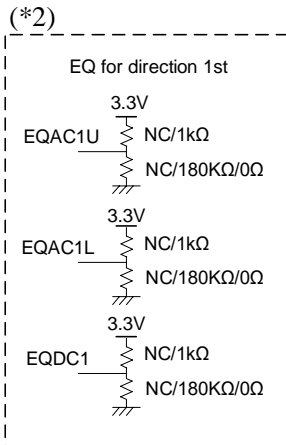 (*2)
EQ for direction 1st
3.3V
NC/1kΩ
EQAC1U
NC/180KΩ/0Ω
3.3V
NC/1kΩ
EQAC1L
NC/180KΩ/0Ω
3.3V
NC/1kΩ
EQDC1
NC/180KΩ/0Ω